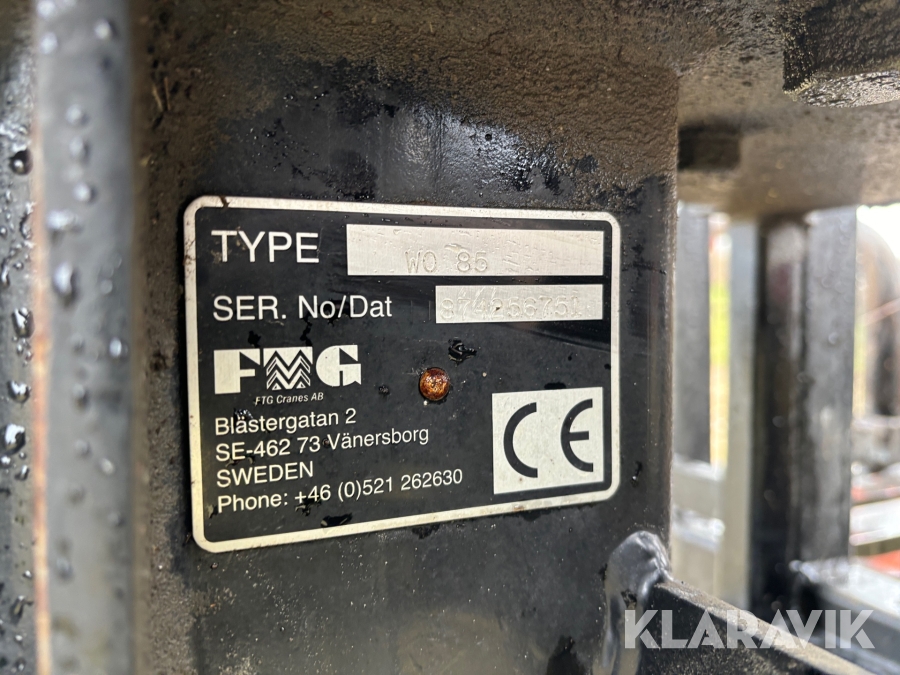 TYPE WO 85
SER. No/Dat
FMG
FTG Cranes AB
Blästergatan 2
SE-462 73 Vänersborg
SWEDEN
Phone: +46 (0)521 262630
CE
KLARAVIK